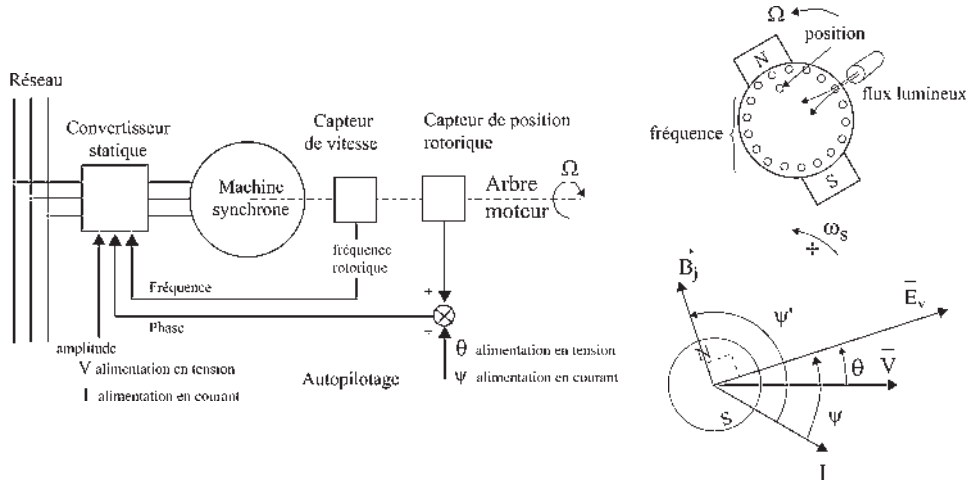 Réseau
Convertisseur
statique
Machine
synchrone
Capteur
de vitesse
Capteur de position
rotorique
Arbre
moteur
Ω
fréquence
rotorique
Fréquence
Phase
+
−
amplitude
V alimentation en tension
I alimentation en courant
Autopilotage
θ alimentation en tension
ψ alimentation en courant
Ω
position
N
flux lumineux
fréquence
S
ωs
+
Bj
Ev
ψ'
N
θ
V
S
ψ
I